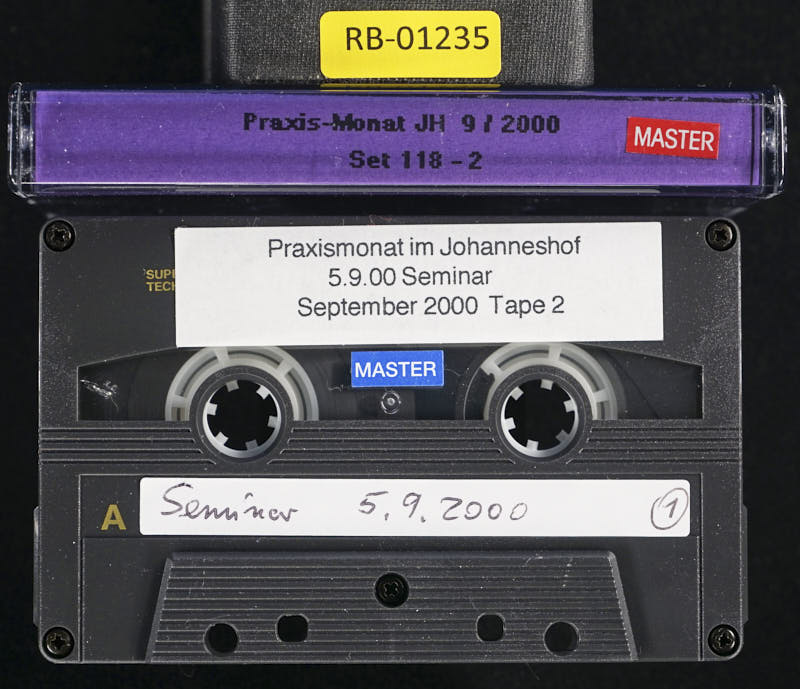 RB-01235
Praxis-Monat JH 9 / 2000
MASTER
Set 118 - 2
Praxismonat im Johanneshof
5.9.00 Seminar
September 2000 Tape 2
MASTER
A
Seminar 5.9.2000 1